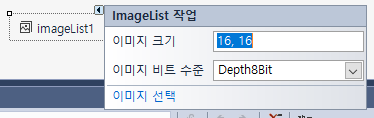 imageList1
ImageList 작업
이미지 크기
16, 16
이미지 비트 수준
Depth8Bit
이미지 선택